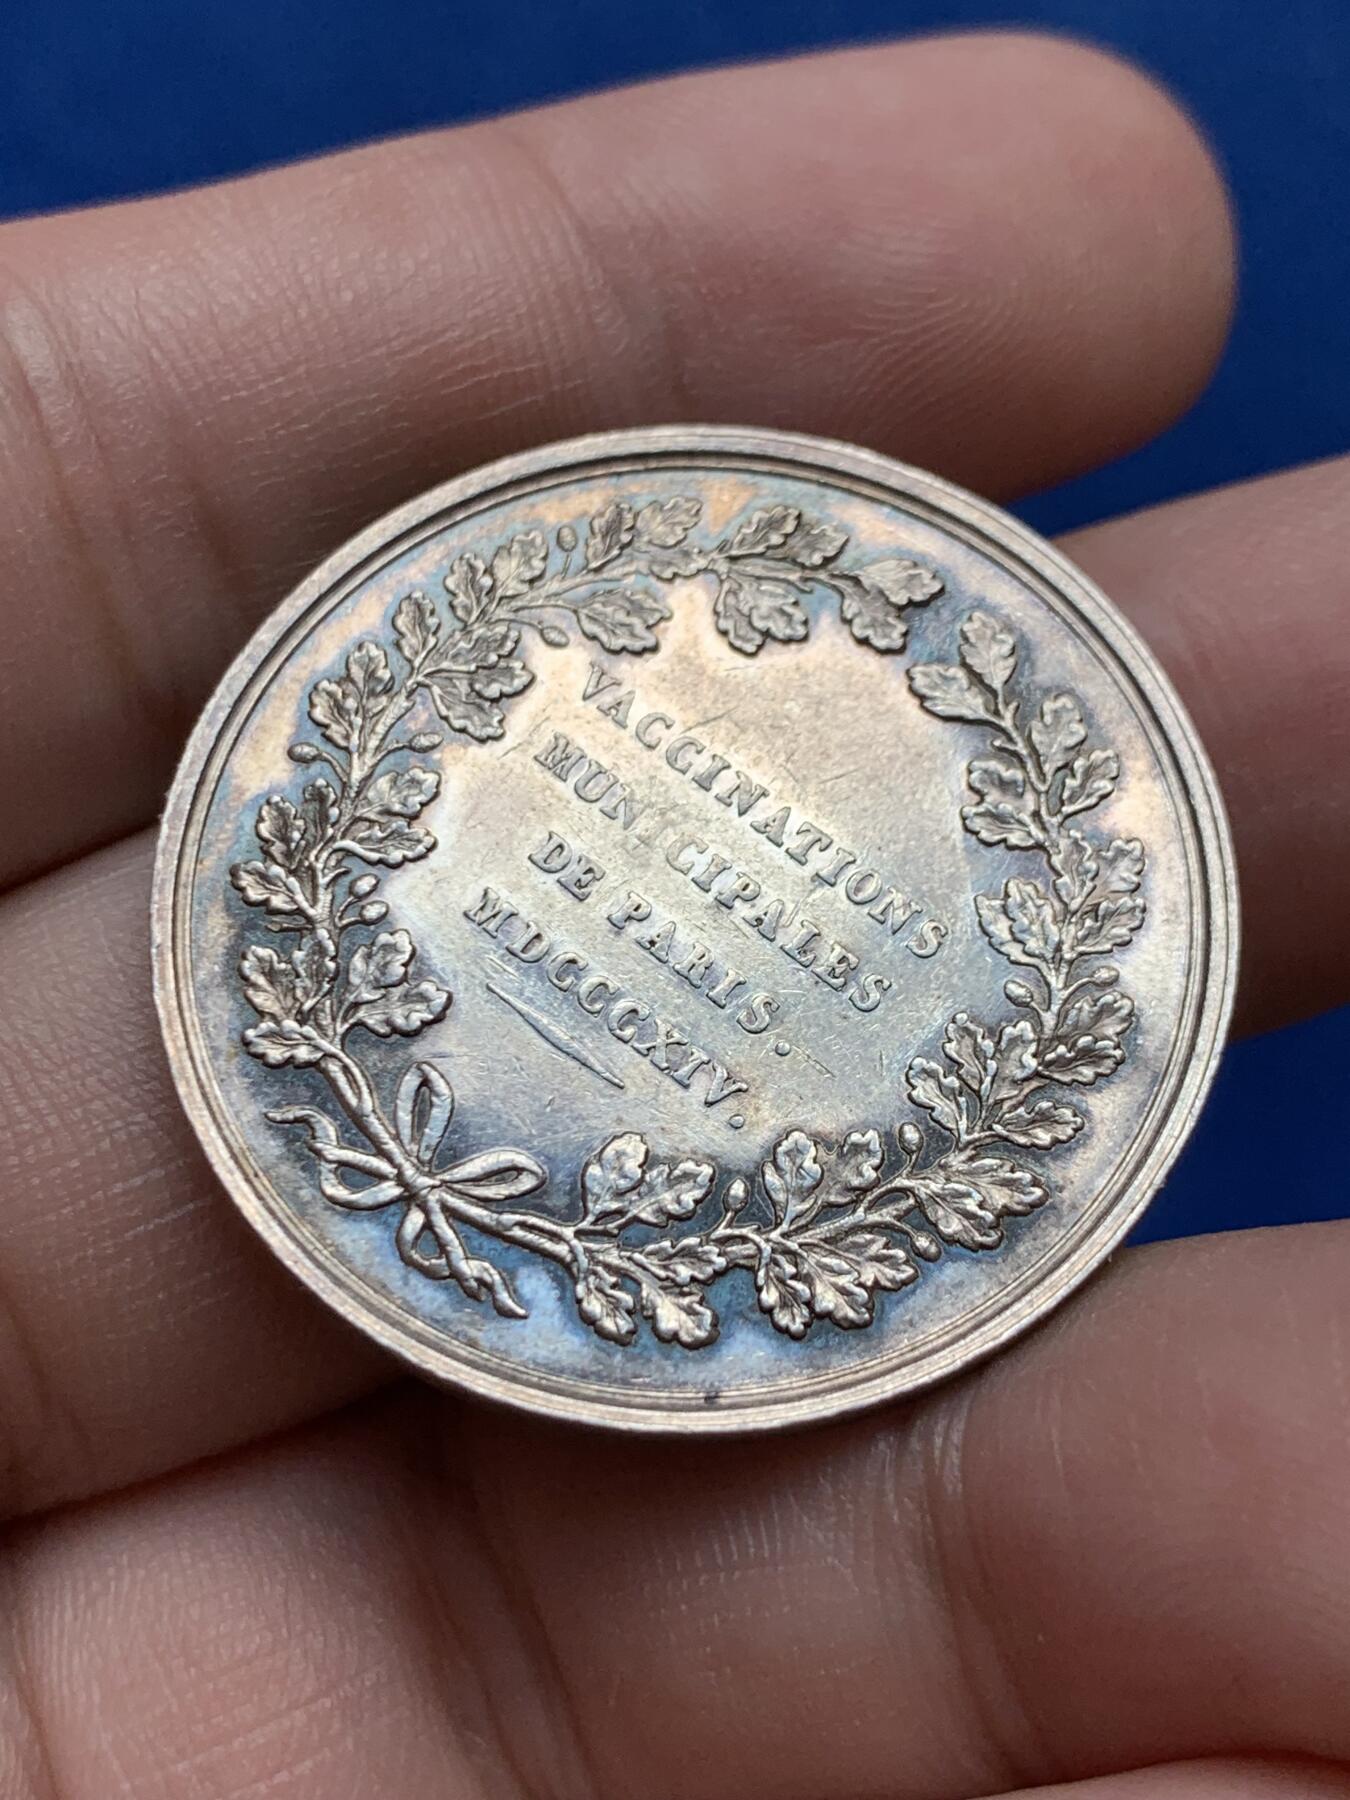 VACCINATIONS
MUNICIPALES
DE PARIS.
MDCCCXIV.